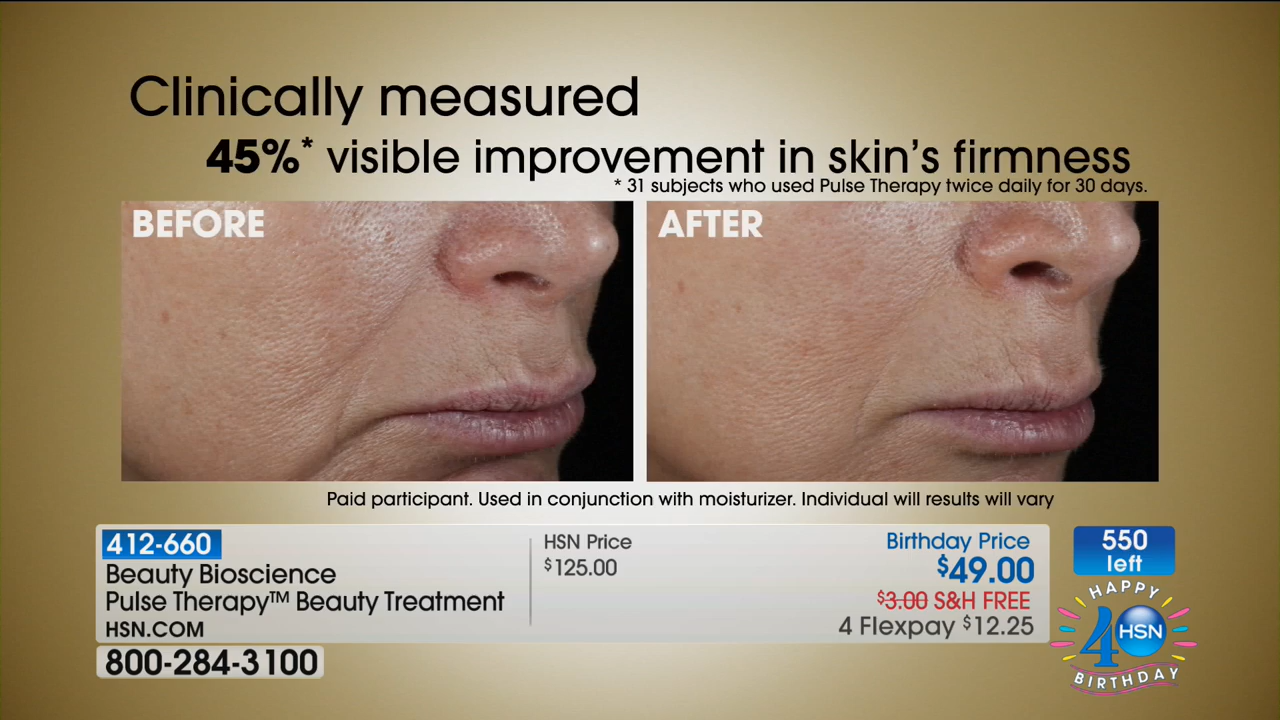 Clinically measured
45%* visible improvement in skin's firmness
* 31 subjects who used Pulse Therapy twice daily for 30 days.
BEFORE
AFTER
Paid participant. Used in conjunction with moisturizer. Individual will results will vary
412-660
Beauty Bioscience
Pulse Therapy™ Beauty Treatment
HSN.COM
800-284-3100
HSN Price
$125.00
Birthday Price
$49.00
$3.00 S&H FREE
4 Flexpay $12.25
550
left
HAPPY
40
HSN
BIRTHDAY